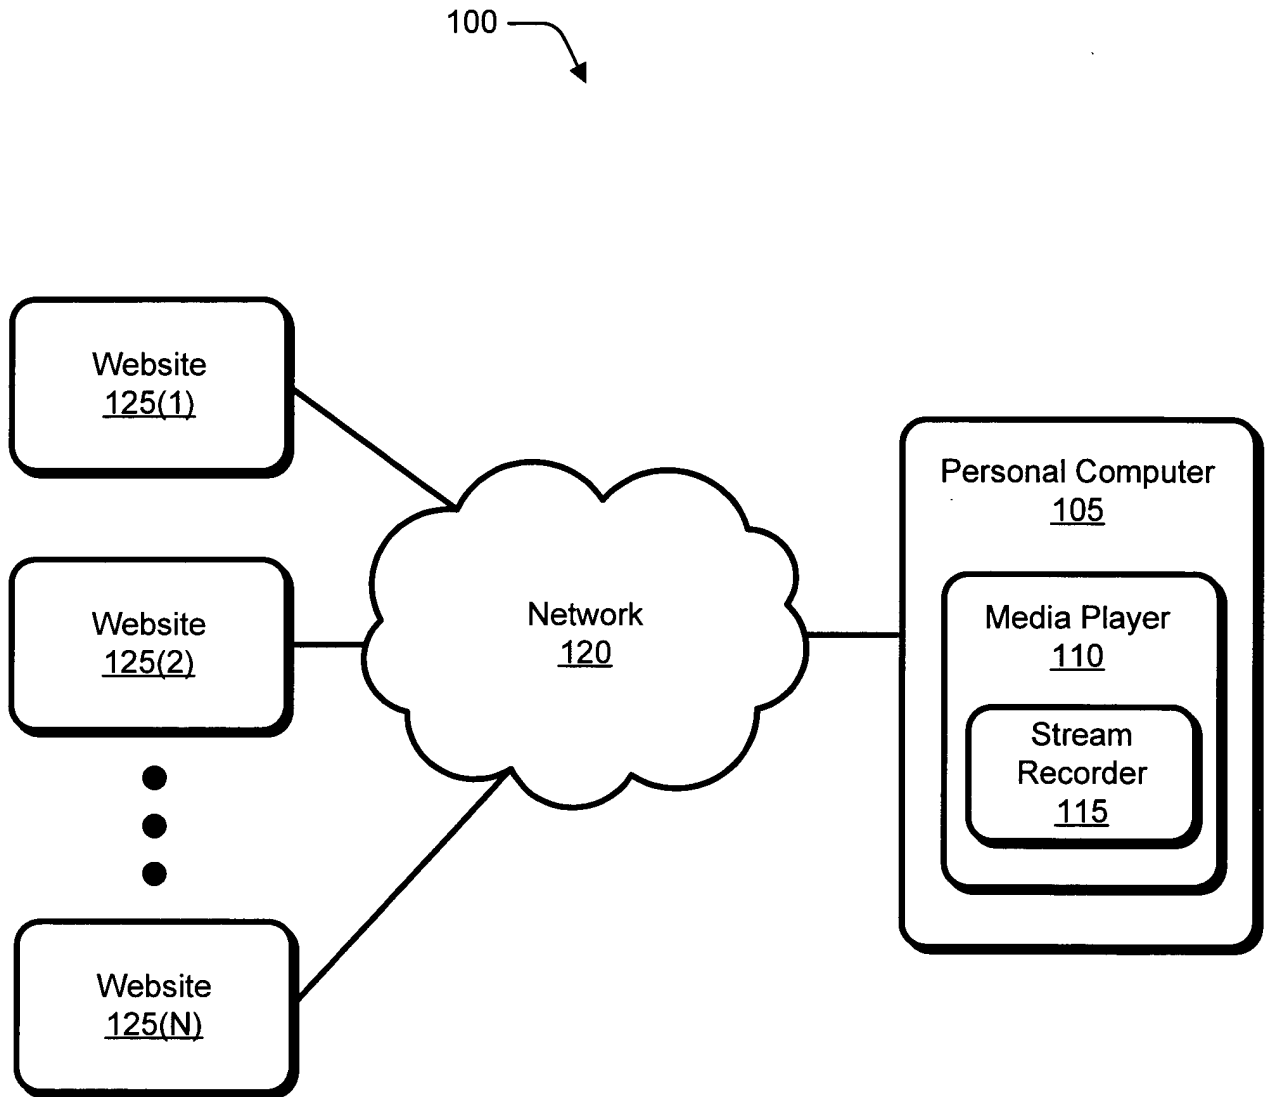 100
Website
125(1)
Personal Computer
105
Website
125(2)
Network
120
Media Player
110
Stream
Recorder
115
Website
125(N)